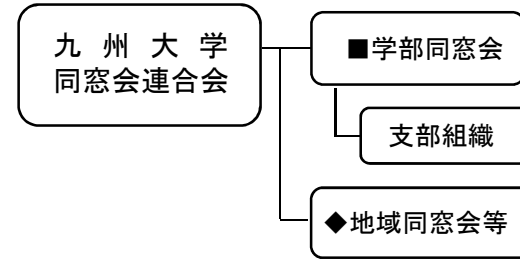 九州大学
同窓会連合会
■学部同窓会
支部組織
◆地域同窓会等